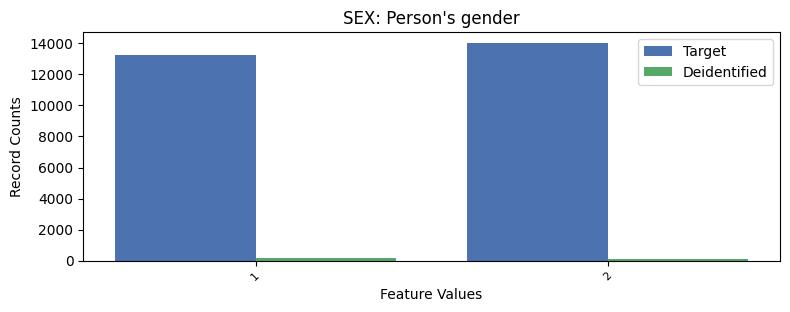 SEX: Person's gender
Target
Deidentified
Record Counts
14000
12000
10000
8000
6000
4000
2000
0
1
2
Feature Values